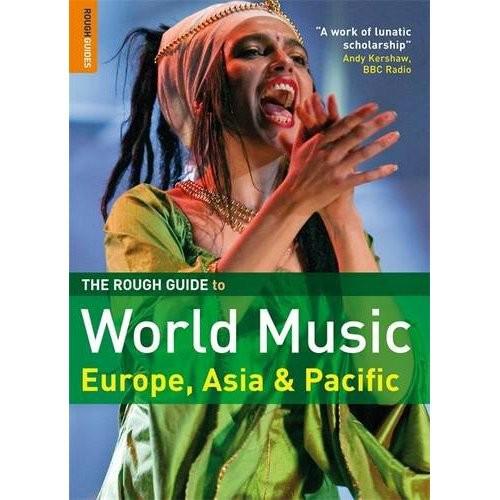 ROUGH GUIDES
"A work of lunatic
scholarship"
Andy Kershaw,
BBC Radio
THE ROUGH GUIDE to
World Music
Europe, Asia & Pacific